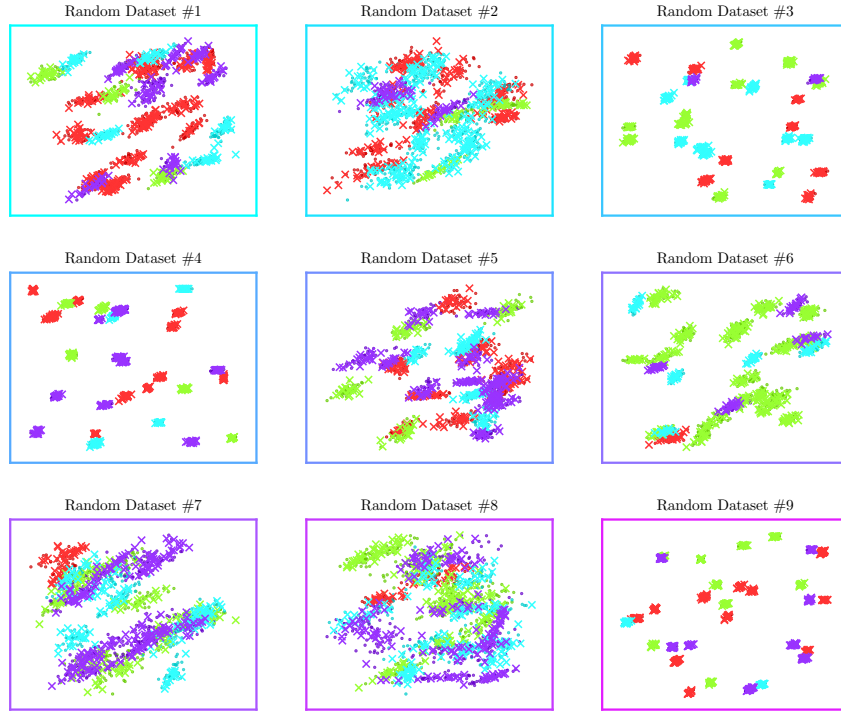 Random Dataset #1
Random Dataset #2
Random Dataset #3
Random Dataset #4
Random Dataset #5
Random Dataset #6
Random Dataset #7
Random Dataset #8
Random Dataset #9